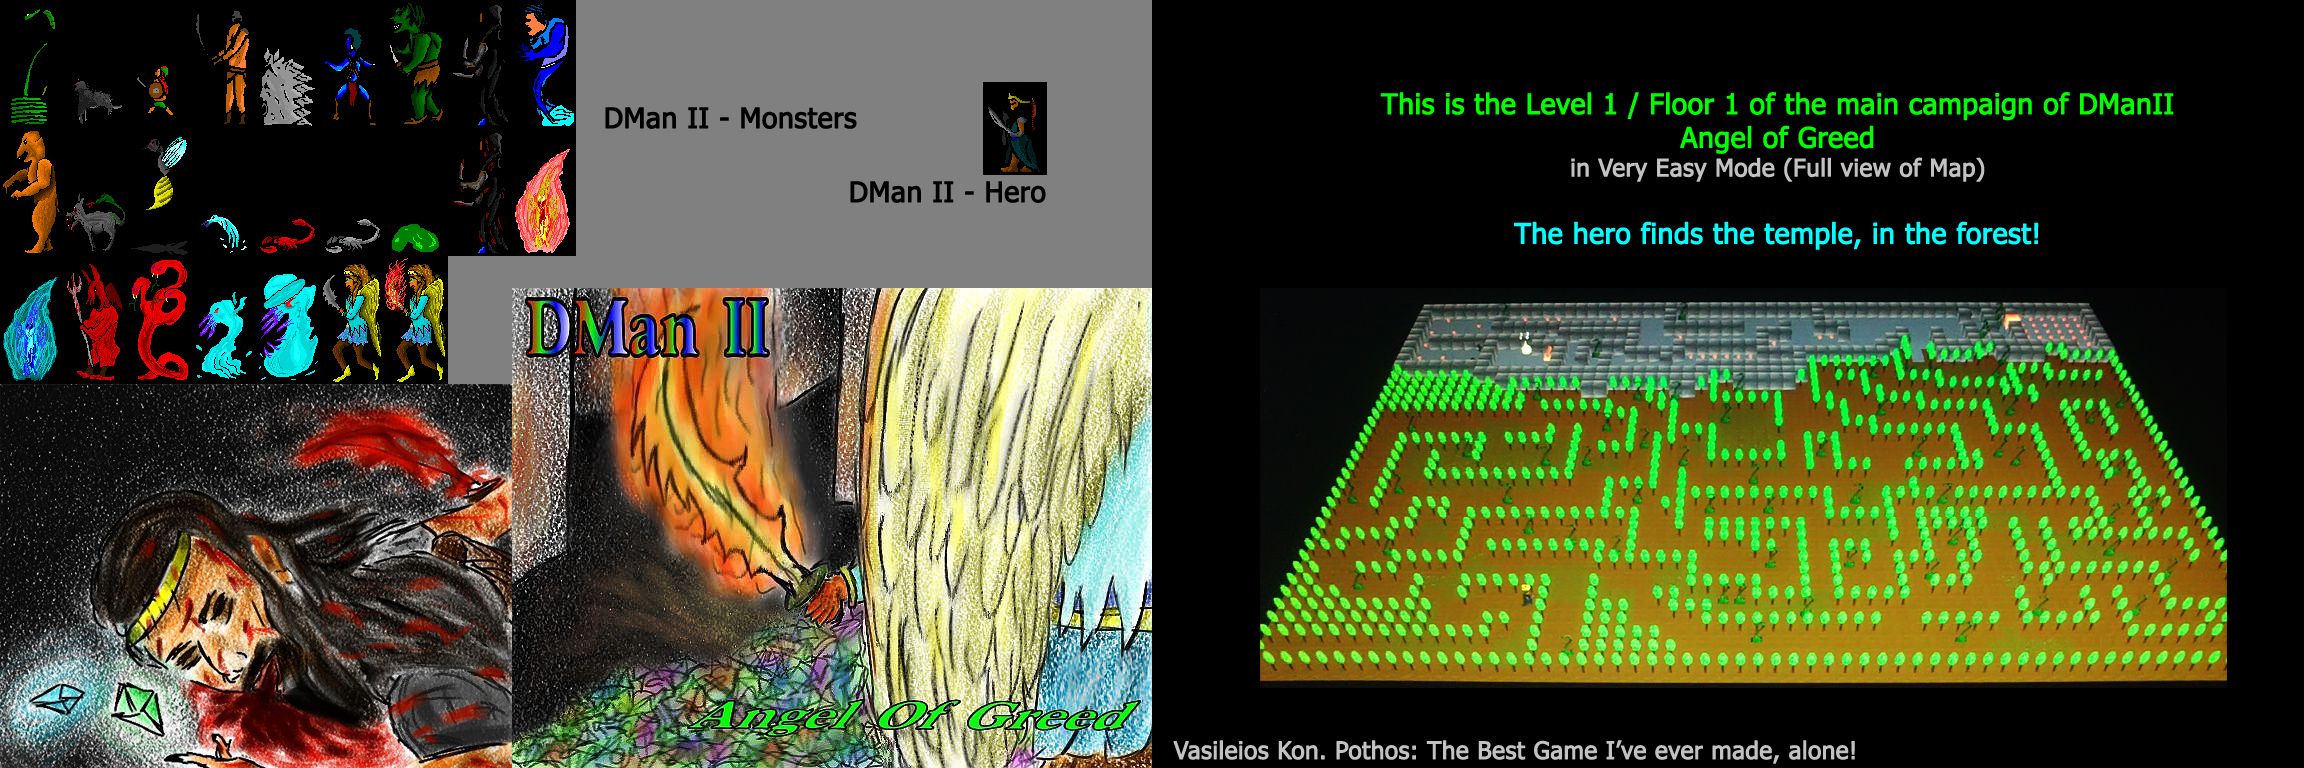 DMan II - Monsters
DMan II - Hero
DMan II
Angel Of Greed
This is the Level 1 / Floor 1 of the main campaign of DManII
Angel of Greed
in Very Easy Mode (Full view of Map)
The hero finds the temple, in the forest!
Vasileios Kon. Pothos: The Best Game I've ever made, alone!